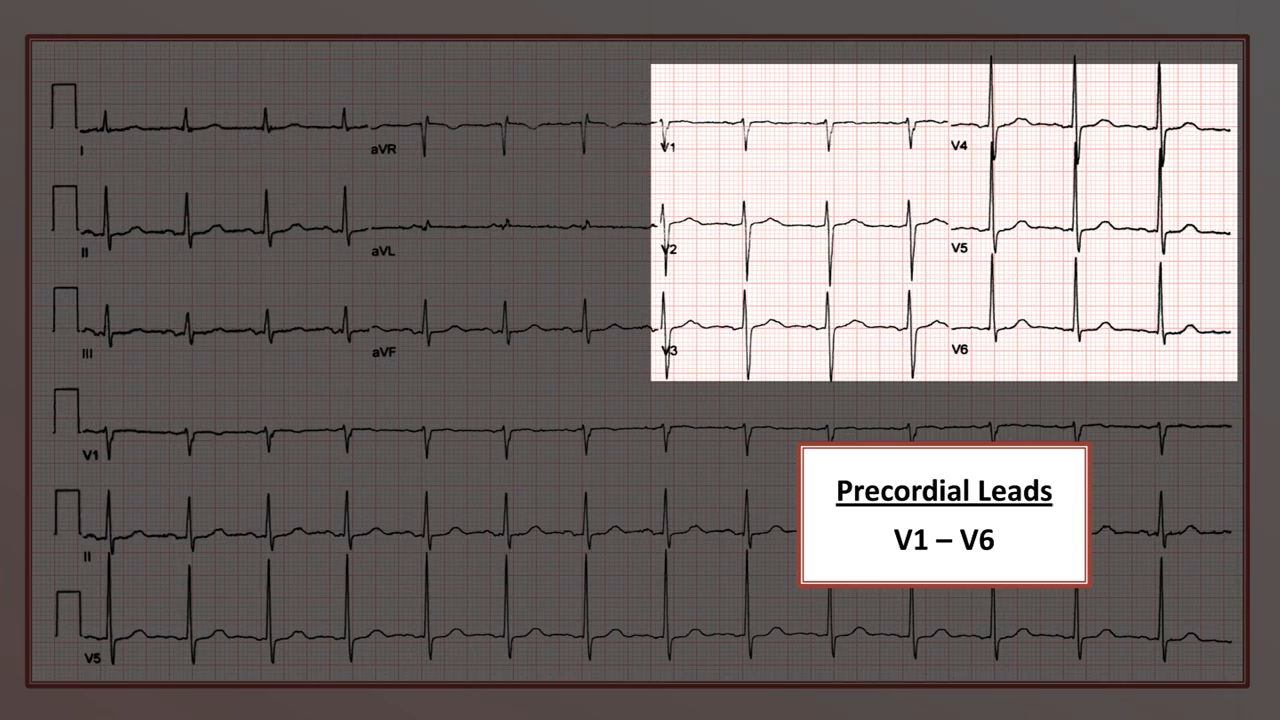 I
aVR
V1
V4
II
aVL
V2
V5
III
aVF
V3
V6
V1
II
V5
Precordial Leads
V1 – V6